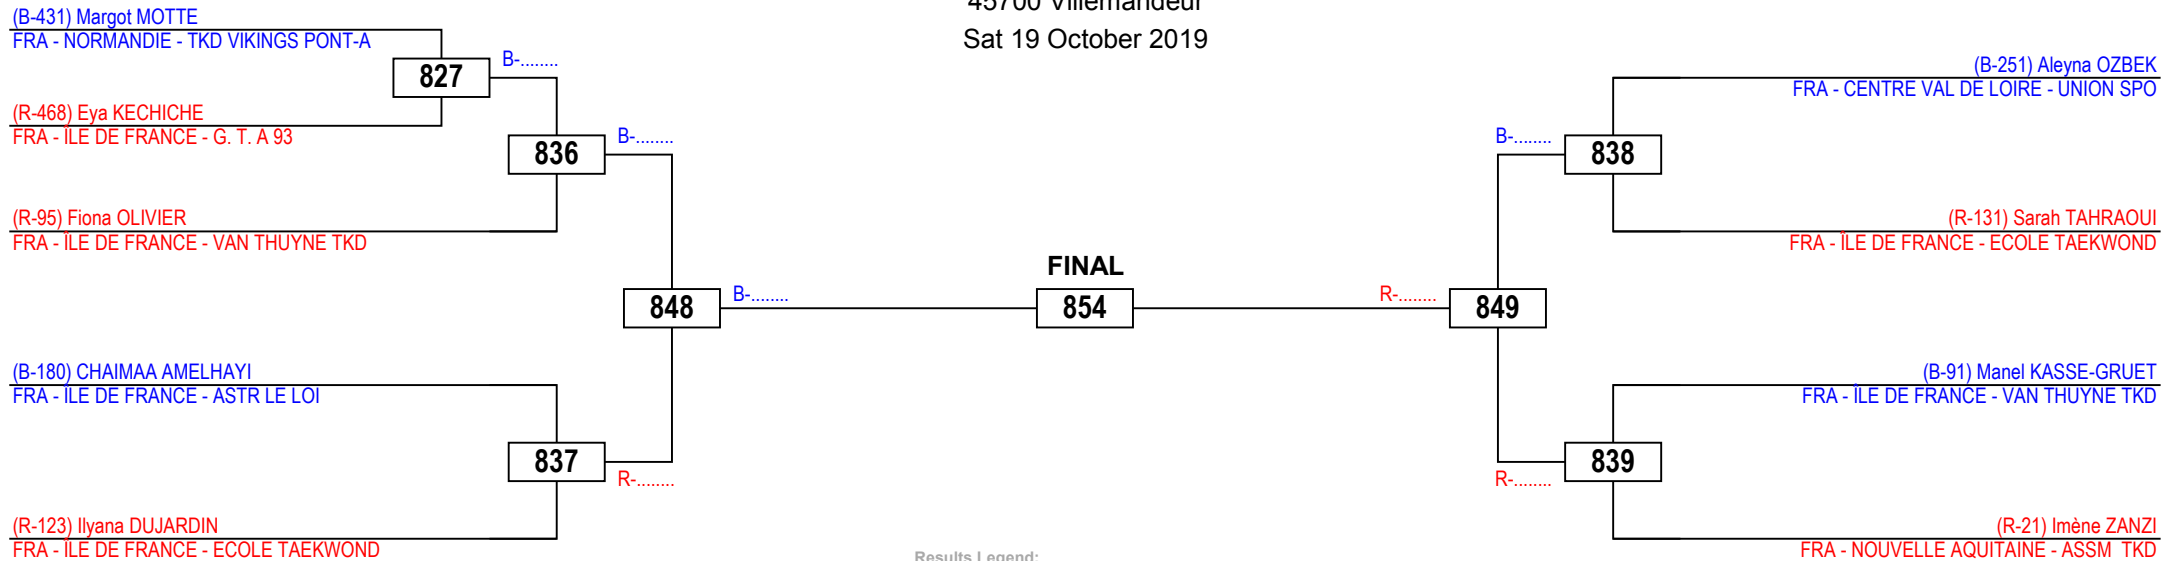 45700 Villemandeur
Sat 19 October 2019
(B-431) Margot MOTTE
FRA - NORMANDIE - TKD VIKINGS PONT-A
827
B-........
(R-468) Eya KECHICHE
FRA - ÎLE DE FRANCE - G. T. A 93
836
B-........
(R-95) Fiona OLIVIER
FRA - ÎLE DE FRANCE - VAN THUYNE TKD
848
B-........
(B-180) CHAIMAA AMELHAYI
FRA - ÎLE DE FRANCE - ASTR LE LOI
837
R-........
(R-123) Ilyana DUJARDIN
FRA - ÎLE DE FRANCE - ECOLE TAEKWOND
FINAL
854
(B-251) Aleyna OZBEK
FRA - CENTRE VAL DE LOIRE - UNION SPO
B-........
838
(R-131) Sarah TAHRAOUI
FRA - ÎLE DE FRANCE - ECOLE TAEKWOND
R-........
849
(B-91) Manel KASSE-GRUET
FRA - ÎLE DE FRANCE - VAN THUYNE TKD
R-........
839
(R-21) Imène ZANZI
FRA - NOUVELLE AQUITAINE - ASSM TKD
Results Legend: